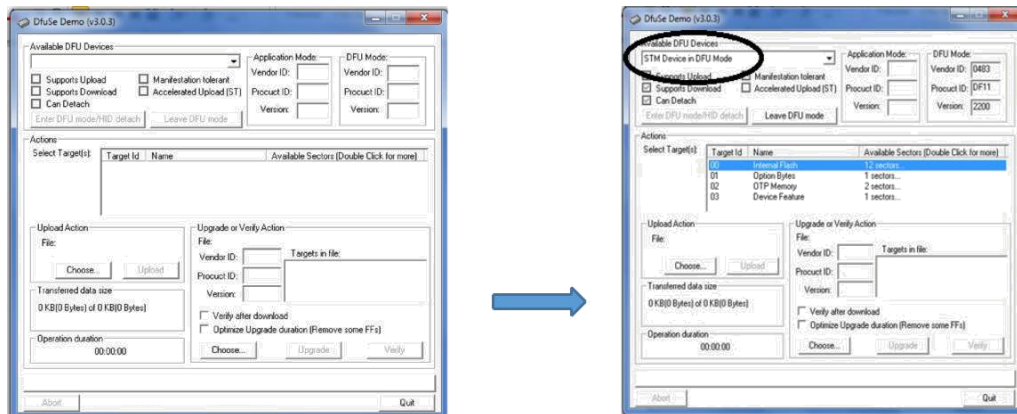 DfuSe Demo (v3.0.3)
Available DFU Devices
Application Mode:
DFU Mode:
Vendor ID:
Vendor ID:
Supports Upload
Manifestation tolerant
Supports Download
Accelerated Upload (ST)
Procuct ID:
Procuct ID:
Can Detach
Version:
Version:
Enter DFU mode/HID detach
Leave DFU mode
Actions
Select Target(s):
Target Id
Name
Available Sectors (Double Click for more)
Upload Action
File:
Choose...
Upload
Transferred data size
0 KB(0 Bytes) of 0 KB(0 Bytes)
Operation duration
00:00:00
Upgrade or Verify Action
File:
Vendor ID:
Targets in file:
Procuct ID:
Version:
Verify after download
Optimize Upgrade duration (Remove some FFs)
Choose...
Upgrade
Verify
Abort
Quit
DfuSe Demo (v3.0.3)
Available DFU Devices
STM Device in DFU Mode
Application Mode:
DFU Mode:
Vendor ID:
Vendor ID: 0483
Supports Upload
Manifestation tolerant
Supports Download
Accelerated Upload (ST)
Procuct ID:
Procuct ID: DF11
Can Detach
Version:
Version: 2200
Enter DFU mode/HID detach
Leave DFU mode
Actions
Select Target(s):
Target Id
Name
Available Sectors (Double Click for more)
00 Internal Flash 12 sectors...
01 Option Bytes 1 sectors...
02 OTP Memory 2 sectors...
03 Device Feature 1 sectors...
Upload Action
File:
Choose...
Upload
Transferred data size
0 KB(0 Bytes) of 0 KB(0 Bytes)
Operation duration
00:00:00
Upgrade or Verify Action
File:
Vendor ID:
Targets in file:
Procuct ID:
Version:
Verify after download
Optimize Upgrade duration (Remove some FFs)
Choose...
Upgrade
Verify
Abort
Quit